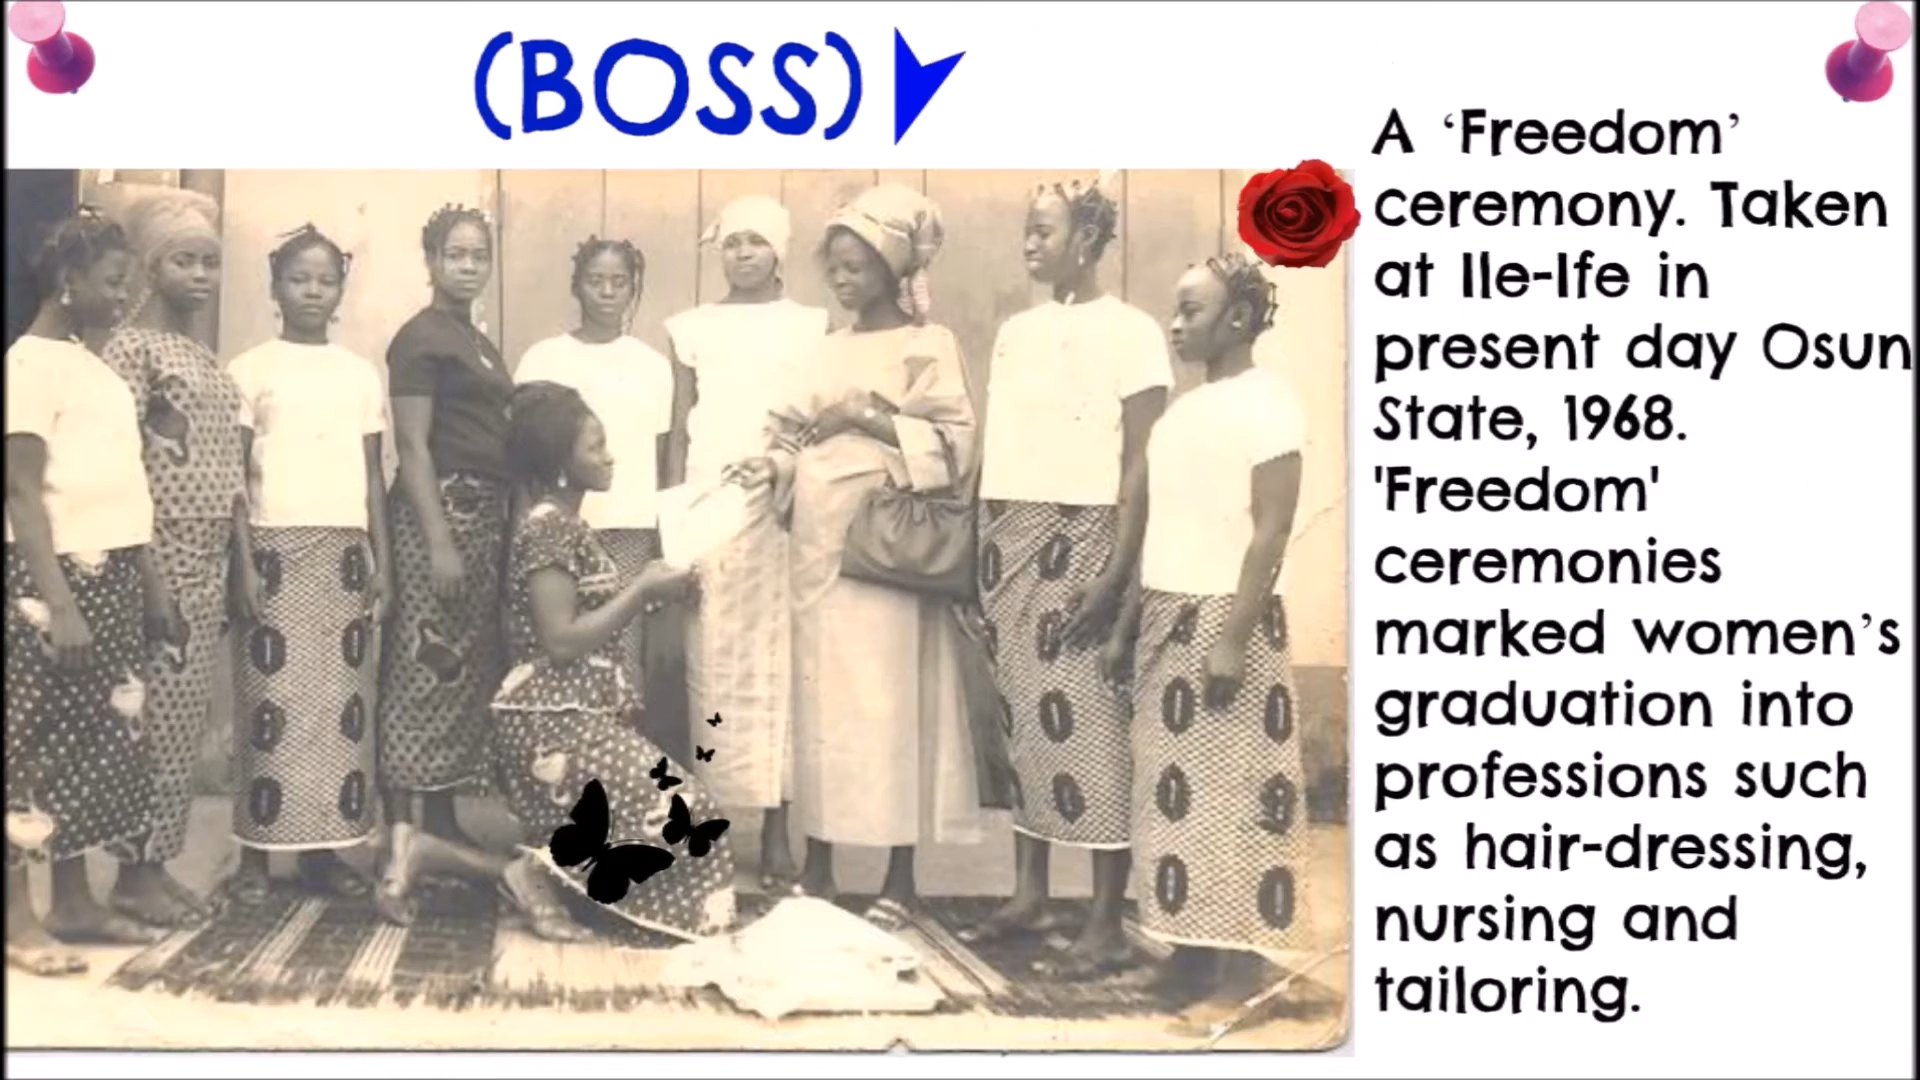 (BOSS)
A ‘Freedom’
ceremony. Taken
at Ile-Ife in
present day Osun
State, 1968.
'Freedom'
ceremonies
marked women’s
graduation into
professions such
as hair-dressing,
nursing and
tailoring.